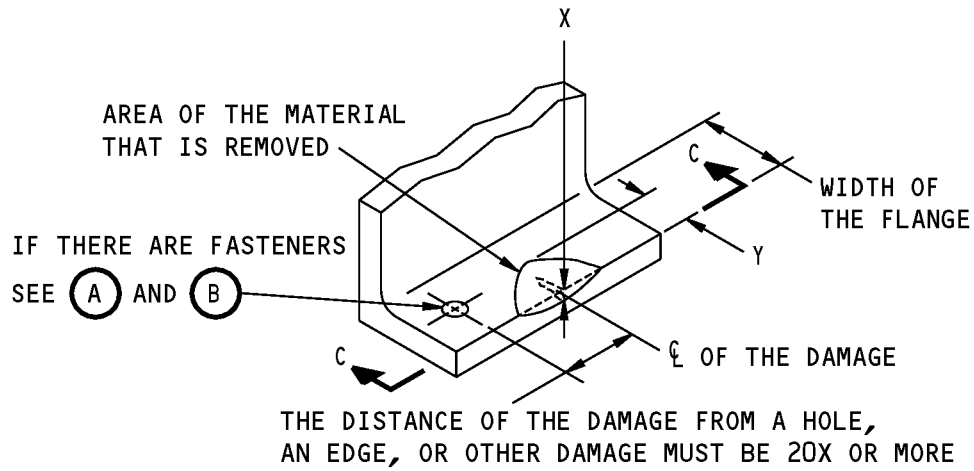 X
AREA OF THE MATERIAL
THAT IS REMOVED
C
WIDTH OF
THE FLANGE
IF THERE ARE FASTENERS
SEE A AND B
Y
C
℄ OF THE DAMAGE
THE DISTANCE OF THE DAMAGE FROM A HOLE,
AN EDGE, OR OTHER DAMAGE MUST BE 20X OR MORE